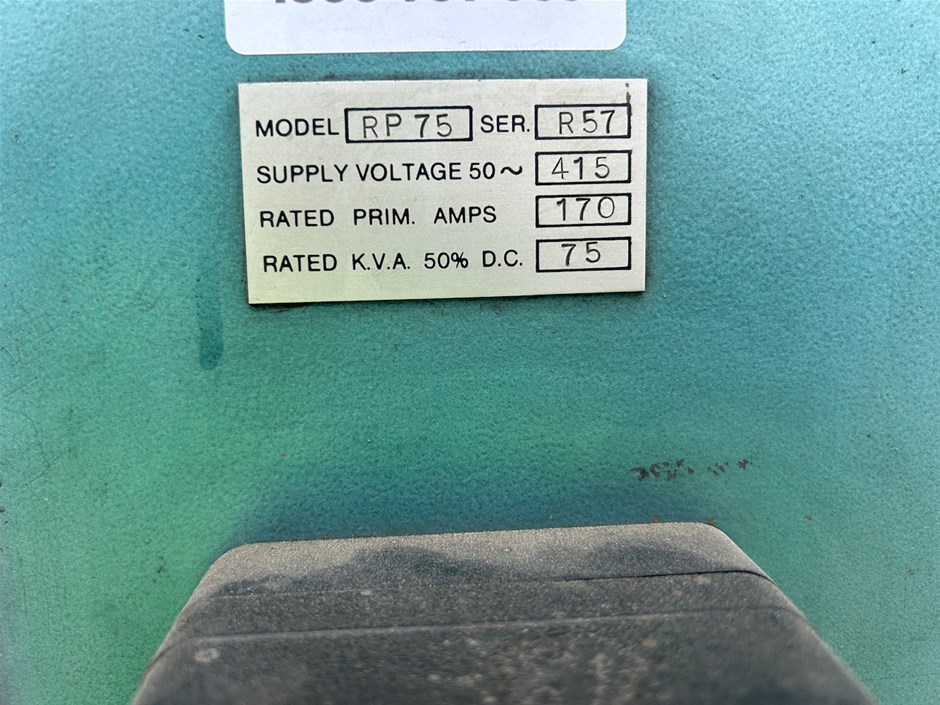 MODEL RP 75 SER. R57
SUPPLY VOLTAGE 50~ 415
RATED PRIM. AMPS 170
RATED K.V.A. 50% D.C. 75